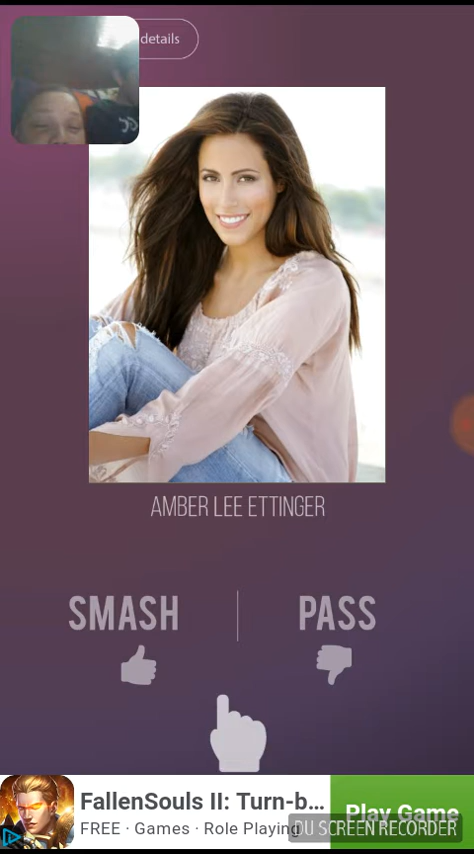 details
AMBER LEE ETTINGER
SMASH
PASS
FallenSouls II: Turn-b...
FREE · Games · Role Playing
Play Game
DU SCREEN RECORDER